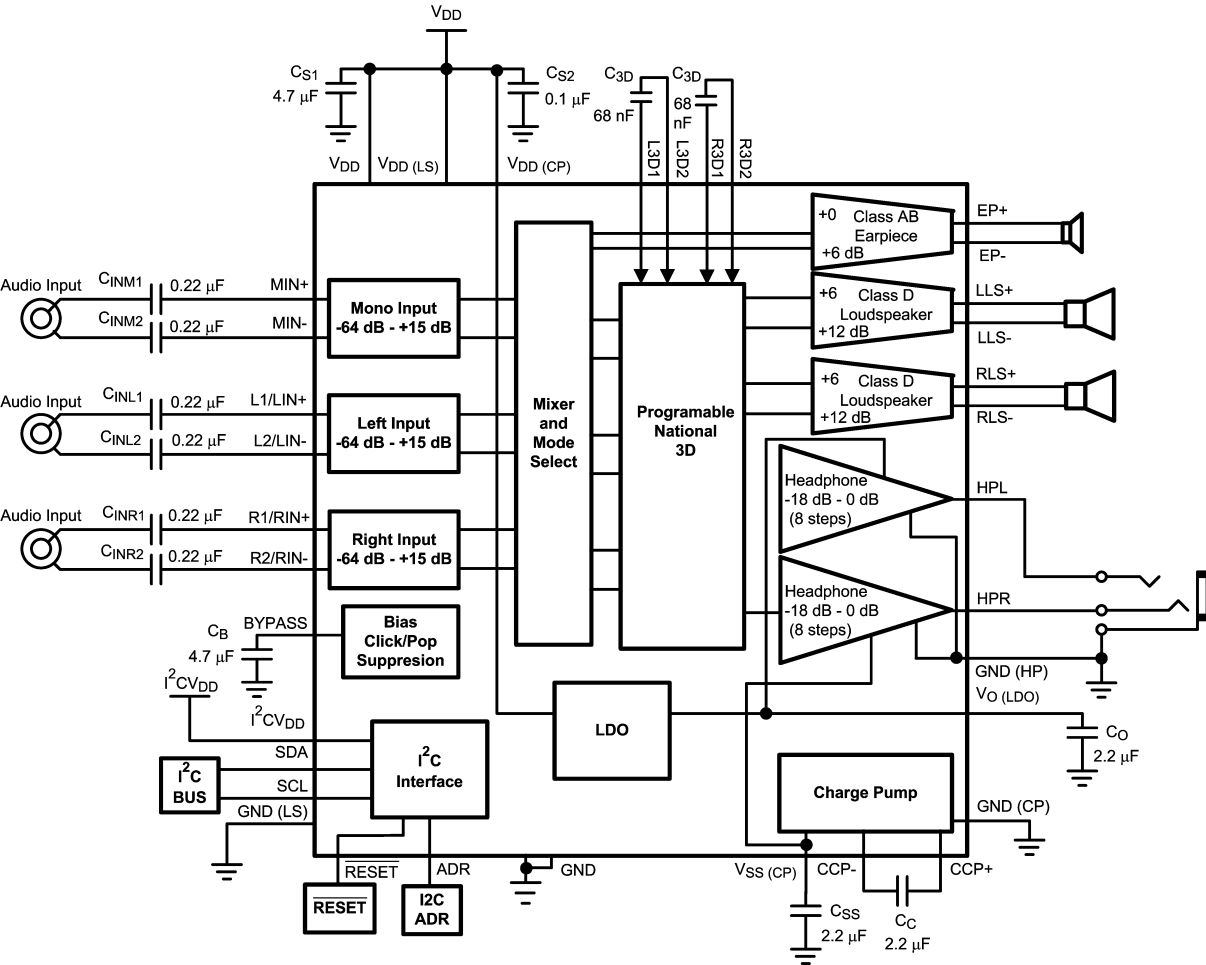 VDD
CS1
4.7 μF
CS2
0.1 μF
C3D
68 nF
C3D
68
nF
VDD
VDD (LS)
VDD (CP)
L3D1
L3D2
R3D1
R3D2
+0
Class AB
Earpiece
+6 dB
EP+
EP-
Audio Input
CINM1
0.22 μF
MIN+
CINM2
0.22 μF
MIN-
Mono Input
-64 dB - +15 dB
+6
Class D
Loudspeaker
+12 dB
LLS+
LLS-
Audio Input
CINL1
0.22 μF
L1/LIN+
CINL2
0.22 μF
L2/LIN-
Left Input
-64 dB - +15 dB
Mixer
and
Mode
Select
Programable
National
3D
+6
Class D
Loudspeaker
+12 dB
RLS+
RLS-
Headphone
-18 dB - 0 dB
(8 steps)
HPL
Audio Input
CINR1
0.22 μF
R1/RIN+
CINR2
0.22 μF
R2/RIN-
Right Input
-64 dB - +15 dB
Headphone
-18 dB - 0 dB
(8 steps)
HPR
GND (HP)
VO (LDO)
CB
4.7 μF
BYPASS
Bias
Click/Pop
Suppresion
I2CVDD
I2CVDD
SDA
SCL
I2C
BUS
GND (LS)
I2C
Interface
LDO
CO
2.2 μF
Charge Pump
GND (CP)
RESET
ADR
GND
VSS (CP)
CCP-
CCP+
RESET
I2C
ADR
CSS
2.2 μF
CC
2.2 μF